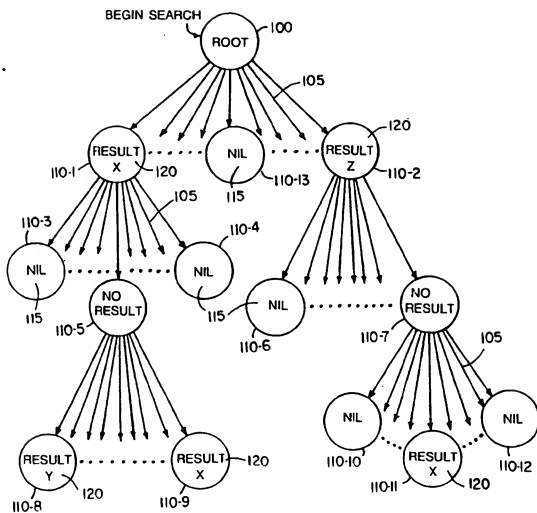 BEGIN SEARCH
100
ROOT
105
120
RESULT
X
120
110-1
NIL
115
110-13
RESULT
Z
110-2
110-3
105
110-4
NIL
115
NIL
115
NO
RESULT
110-5
NIL
110-6
NO
RESULT
110-7
105
NIL
110-10
NIL
110-12
RESULT
Y
120
110-8
RESULT
X
120
110-9
RESULT
X
120
110-11